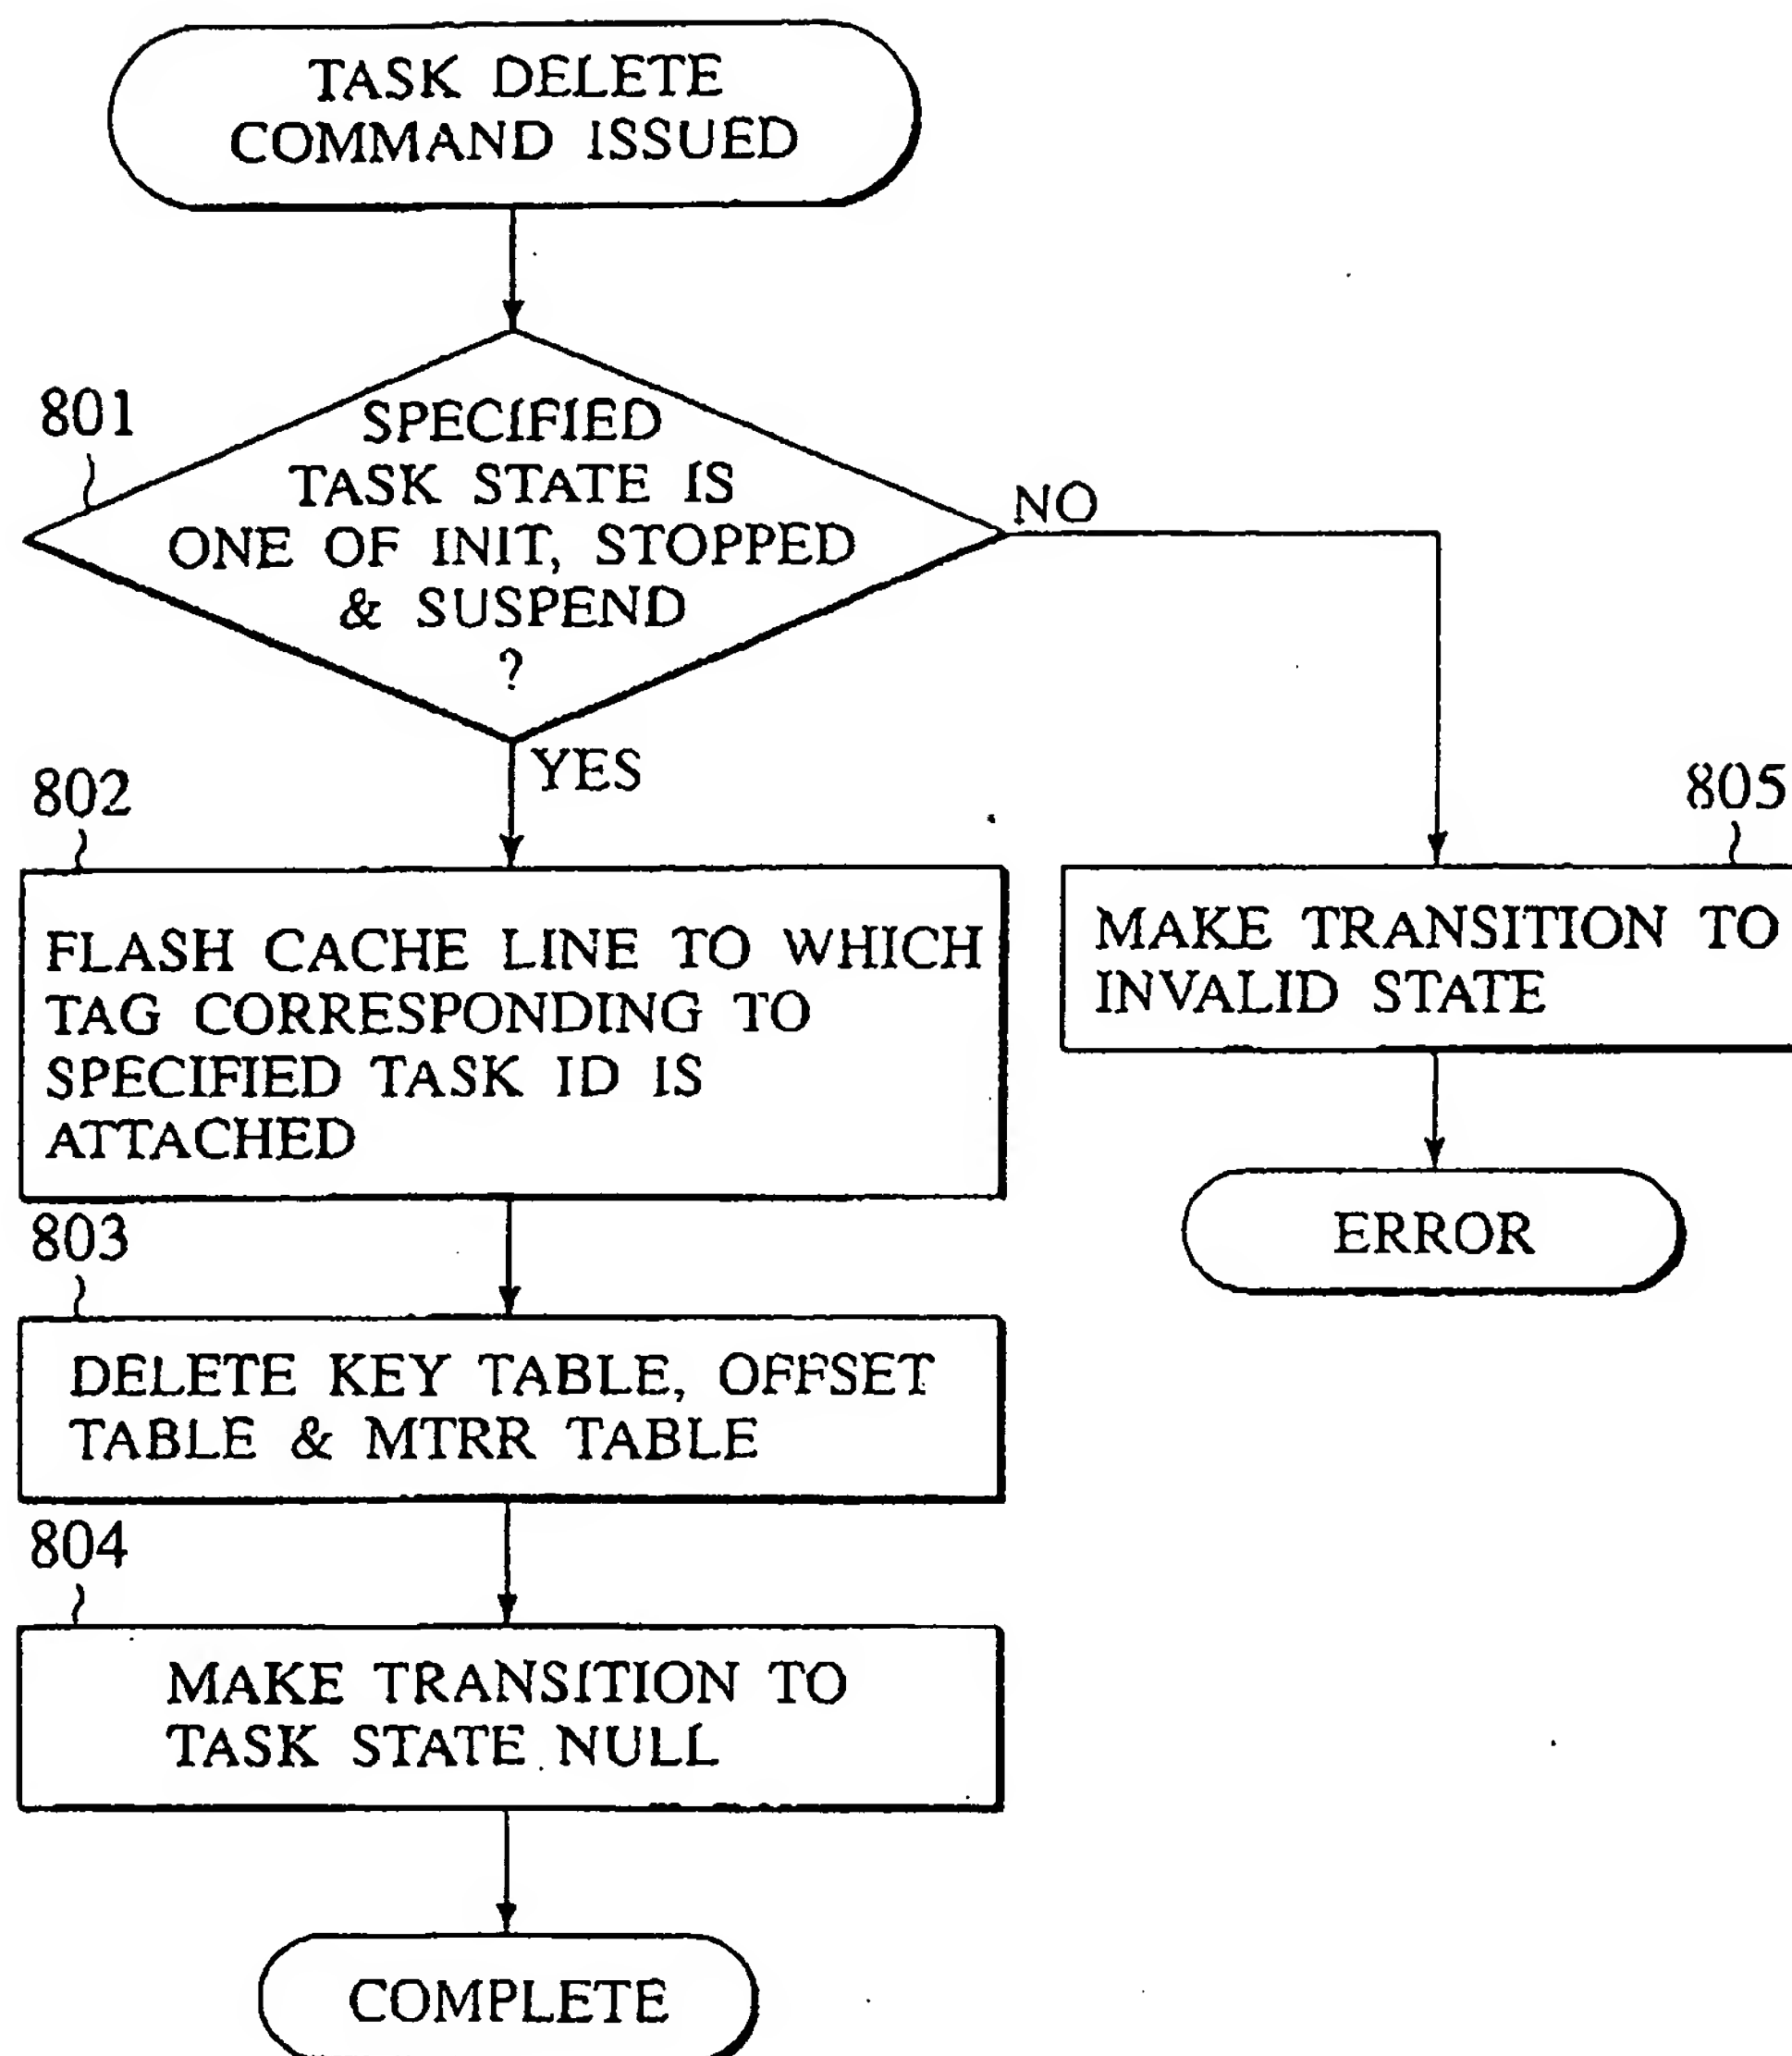 TASK DELETE
COMMAND ISSUED
801
SPECIFIED
TASK STATE IS
ONE OF INIT, STOPPED
& SUSPEND
?
NO
YES
802
FLASH CACHE LINE TO WHICH
TAG CORRESPONDING TO
SPECIFIED TASK ID IS
ATTACHED
805
MAKE TRANSITION TO
INVALID STATE
ERROR
803
DELETE KEY TABLE, OFFSET
TABLE & MTRR TABLE
804
MAKE TRANSITION TO
TASK STATE NULL
COMPLETE